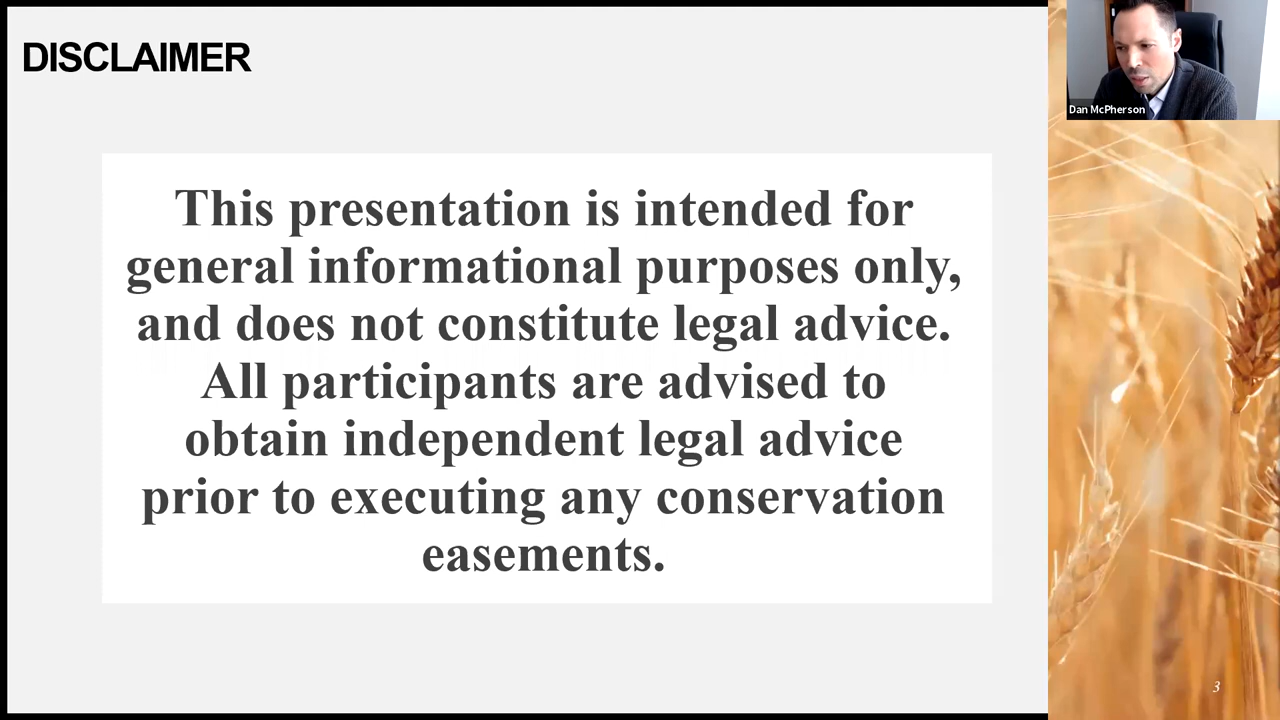 DISCLAIMER
This presentation is intended for
general informational purposes only,
and does not constitute legal advice.
All participants are advised to
obtain independent legal advice
prior to executing any conservation
easements.
Dan McPherson
3